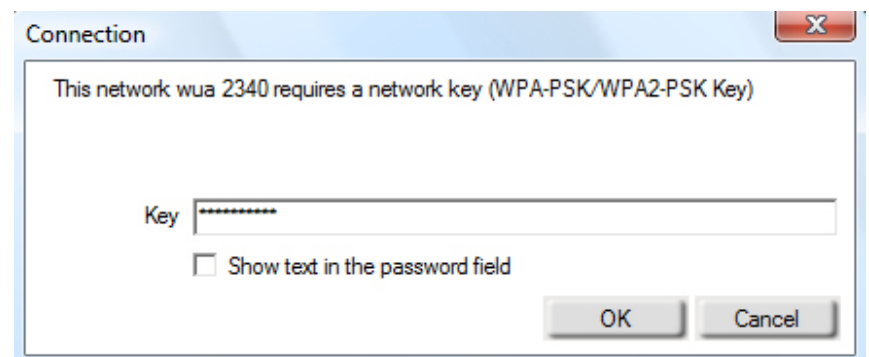 Connection
This network wua 2340 requires a network key (WPA-PSK/WPA2-PSK Key)
Key **********
Show text in the password field
OK Cancel